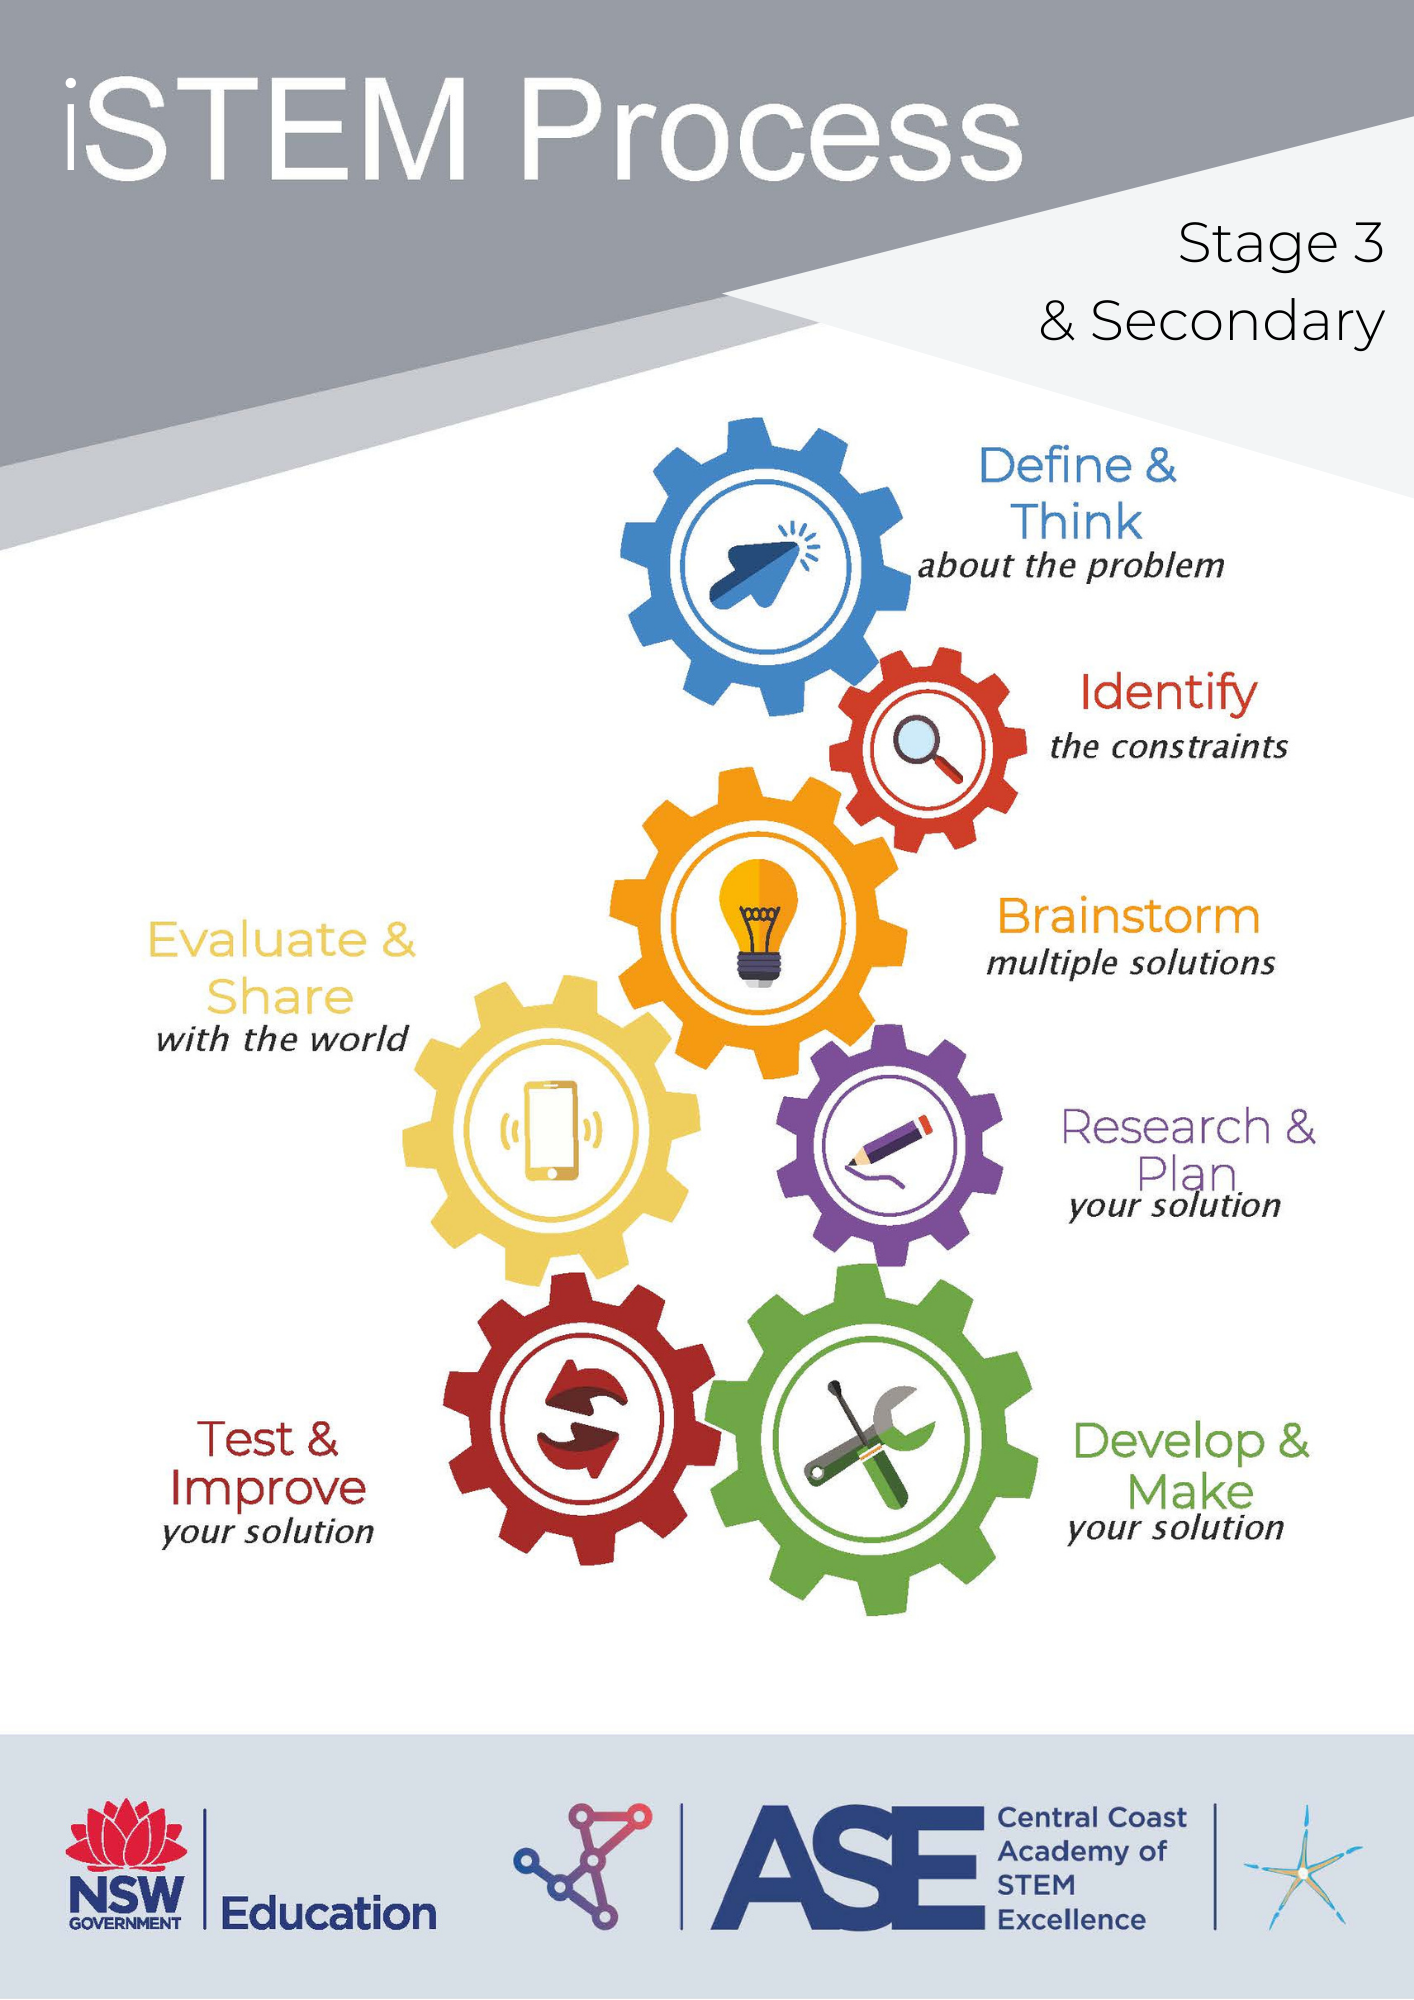 iSTEM Process
Stage 3
& Secondary
Define &
Think
about the problem
Identify
the constraints
Brainstorm
multiple solutions
Research &
Plan
your solution
Develop &
Make
your solution
Test &
Improve
your solution
Evaluate &
Share
with the world
NSW
GOVERNMENT
Education
ASE
Central Coast
Academy of
STEM
Excellence